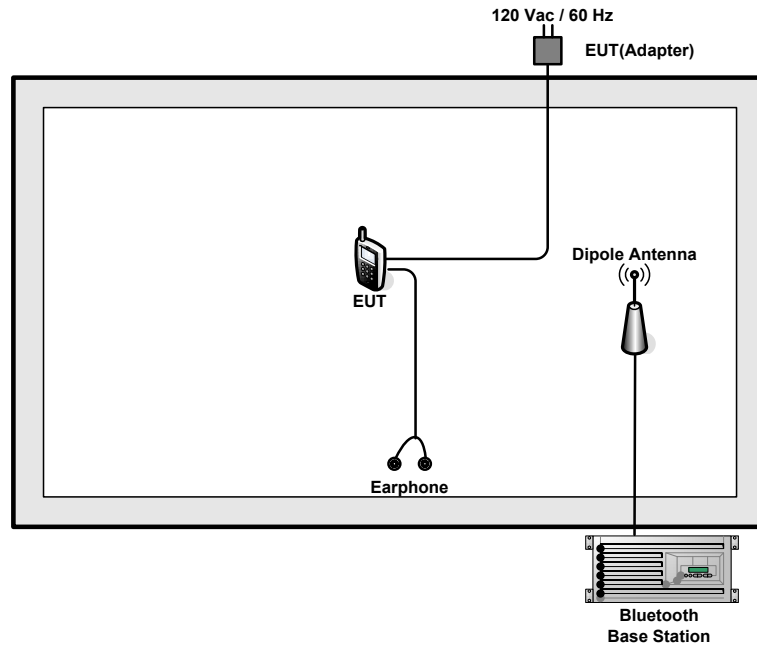 120 Vac / 60 Hz
EUT(Adapter)
Dipole Antenna
EUT
Earphone
Bluetooth
Base Station